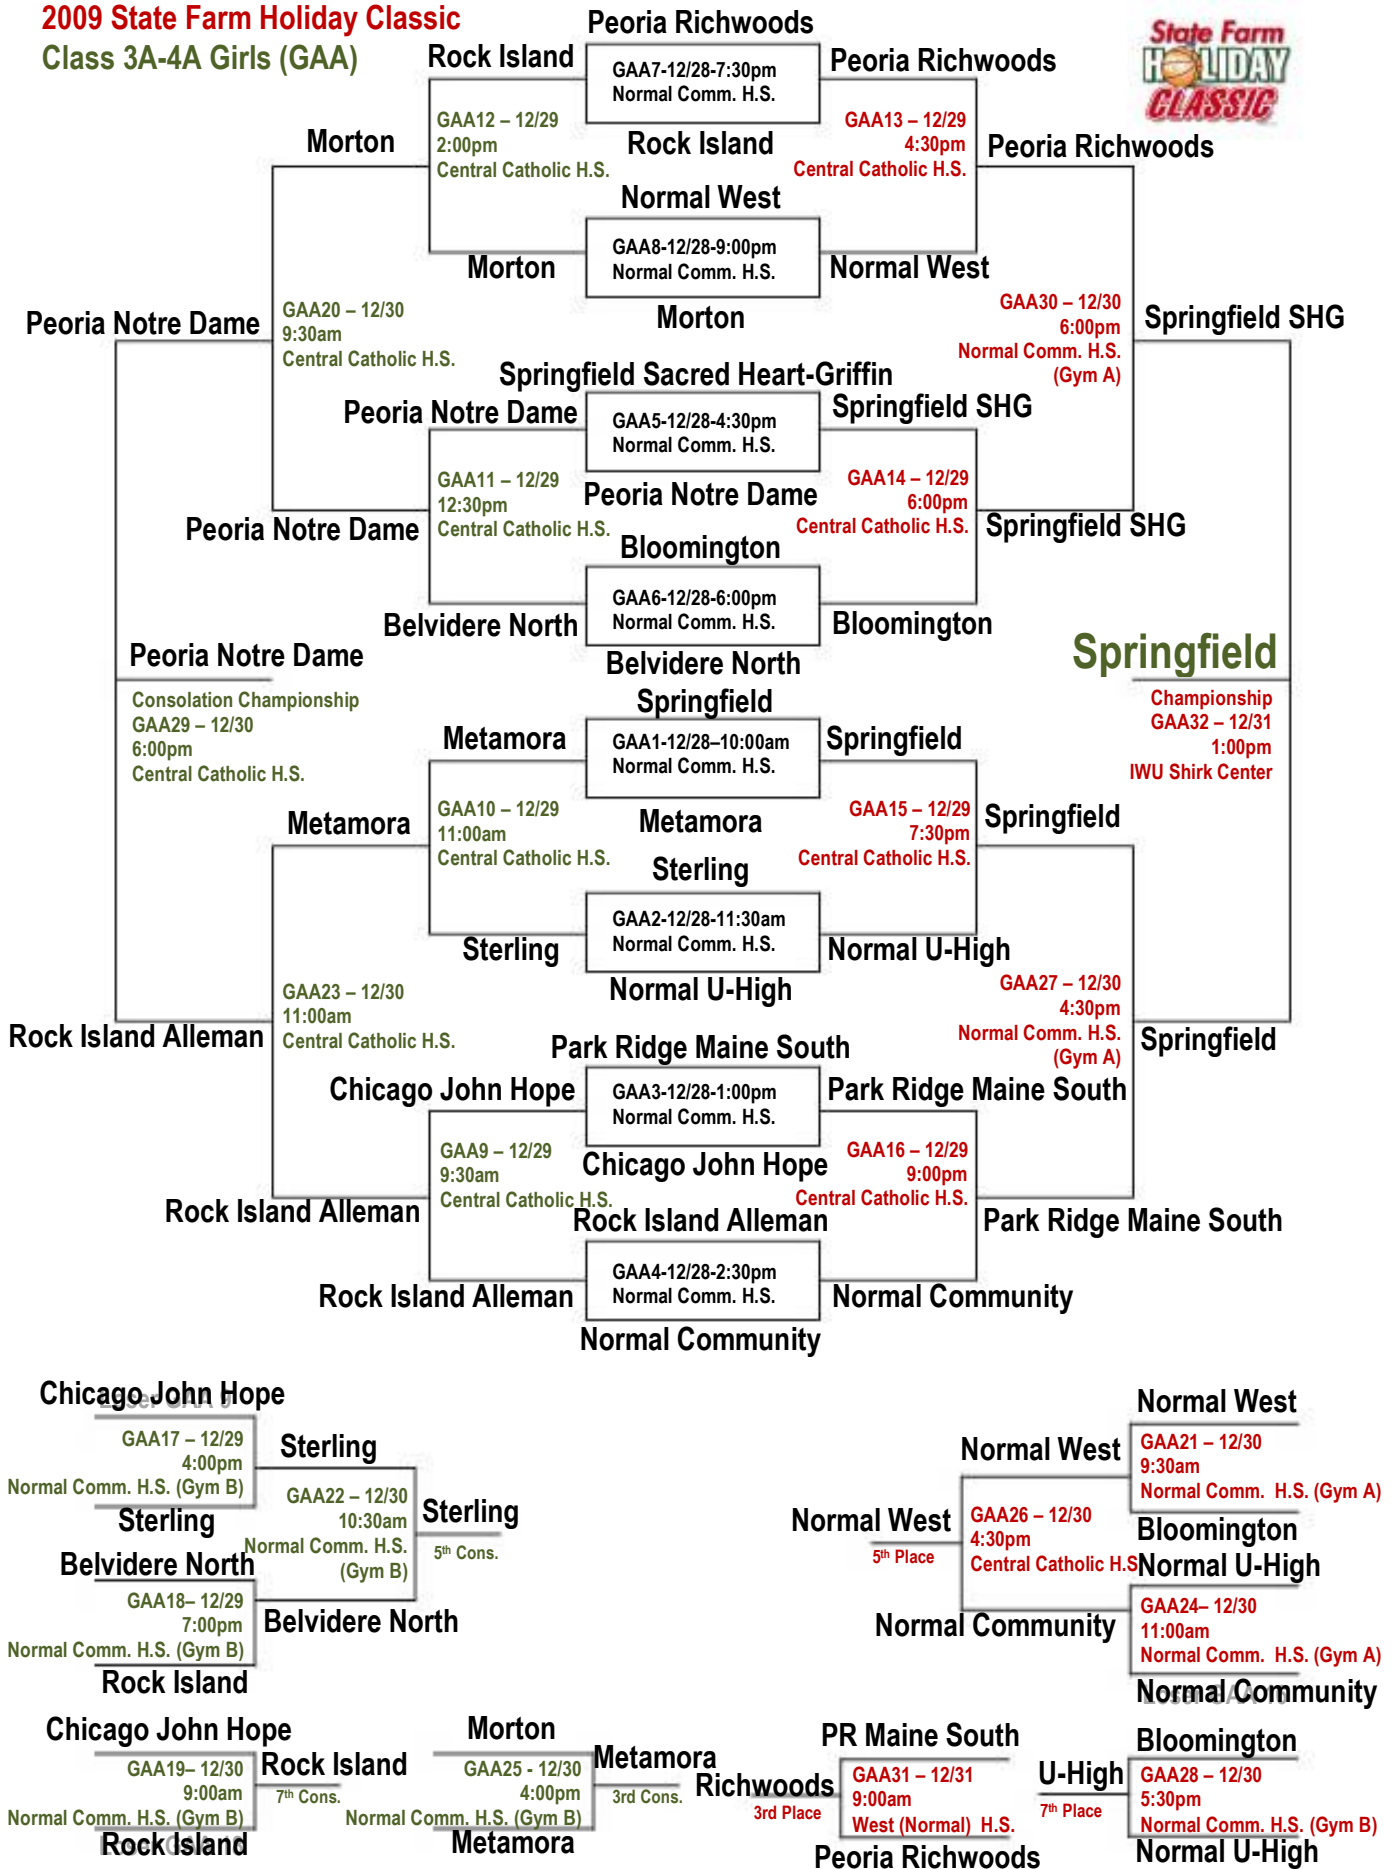 2009 State Farm Holiday Classic
Class 3A-4A Girls (GAA)
State Farm
HOLIDAY
CLASSIC
Peoria Richwoods
Rock Island
GAA7-12/28-7:30pm
Normal Comm. H.S.
Peoria Richwoods
Rock Island
GAA12 – 12/29
2:00pm
Central Catholic H.S.
GAA13 – 12/29
4:30pm
Central Catholic H.S.
Morton
Peoria Richwoods
Normal West
GAA8-12/28-9:00pm
Normal Comm. H.S.
Morton
Normal West
Morton
GAA20 – 12/30
9:30am
Central Catholic H.S.
GAA30 – 12/30
6:00pm
Normal Comm. H.S.
(Gym A)
Peoria Notre Dame
Springfield SHG
Springfield Sacred Heart-Griffin
Peoria Notre Dame
GAA5-12/28-4:30pm
Normal Comm. H.S.
Springfield SHG
Peoria Notre Dame
GAA11 – 12/29
12:30pm
Central Catholic H.S.
GAA14 – 12/29
6:00pm
Central Catholic H.S.
Peoria Notre Dame
Springfield SHG
Bloomington
GAA6-12/28-6:00pm
Normal Comm. H.S.
Belvidere North
Bloomington
Belvidere North
Peoria Notre Dame
Consolation Championship
GAA29 – 12/30
6:00pm
Central Catholic H.S.
Springfield
Championship
GAA32 – 12/31
1:00pm
IWU Shirk Center
Springfield
Metamora
GAA1-12/28–10:00am
Normal Comm. H.S.
Springfield
Metamora
GAA10 – 12/29
11:00am
Central Catholic H.S.
GAA15 – 12/29
7:30pm
Central Catholic H.S.
Metamora
Springfield
Sterling
GAA2-12/28-11:30am
Normal Comm. H.S.
Sterling
Normal U-High
Normal U-High
GAA23 – 12/30
11:00am
Central Catholic H.S.
GAA27 – 12/30
4:30pm
Normal Comm. H.S.
(Gym A)
Rock Island Alleman
Springfield
Park Ridge Maine South
Chicago John Hope
GAA3-12/28-1:00pm
Normal Comm. H.S.
Park Ridge Maine South
Chicago John Hope
GAA9 – 12/29
9:30am
Central Catholic H.S.
GAA16 – 12/29
9:00pm
Central Catholic H.S.
Rock Island Alleman
Park Ridge Maine South
Rock Island Alleman
GAA4-12/28-2:30pm
Normal Comm. H.S.
Rock Island Alleman
Normal Community
Normal Community
Chicago John Hope
GAA17 – 12/29
4:00pm
Normal Comm. H.S. (Gym B)
Sterling
Sterling
GAA22 – 12/30
10:30am
Normal Comm. H.S.
(Gym B)
Sterling
5th Cons.
Belvidere North
GAA18– 12/29
7:00pm
Normal Comm. H.S. (Gym B)
Rock Island
Belvidere North
Normal West
GAA21 – 12/30
9:30am
Normal Comm. H.S. (Gym A)
Bloomington
Normal West
Normal West
5th Place
GAA26 – 12/30
4:30pm
Central Catholic H.S
Normal U-High
GAA24– 12/30
11:00am
Normal Comm. H.S. (Gym A)
Normal Community
Normal Community
Chicago John Hope
GAA19– 12/30
9:00am
Normal Comm. H.S. (Gym B)
Rock Island
Rock Island
7th Cons.
Morton
GAA25 - 12/30
4:00pm
Normal Comm. H.S. (Gym B)
Metamora
Metamora
3rd Cons.
PR Maine South
Richwoods
3rd Place
GAA31 – 12/31
9:00am
West (Normal) H.S.
Peoria Richwoods
Bloomington
U-High
7th Place
GAA28 – 12/30
5:30pm
Normal Comm. H.S. (Gym B)
Normal U-High